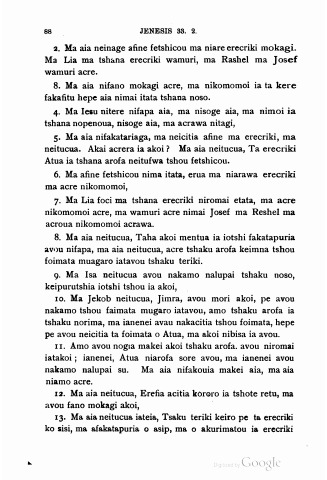 68 JENESIS 33. 2.
2. Ma aia neinage afine fetshicou ma niare erecriki mokagi.
Ma Lia ma tshana erecriki wamuri, ma Rashel ma Josef
wamuri acre.
8. Ma aia nifano mokagi acre, ma nikomomoi ia ta kere
fakafitu hepe aia nimai itata tshana noso.
4. Ma Iesu nitere nifapa aia, ma nisoge aia, ma nimoi ia
tshana nopenoua, nisoge aia, ma acrawa nitagi,
5. Ma aia nifakatariaga, ma neicitia afine ma erecriki, ma
neitucua. Akai acrera ia akoi? Ma aia neitucua, Ta erecriki
Atua ia tshana arofa neitufwa tshou fetshicou.
6. Ma afine fetshicou nima itata, erua ma niarawa erecriki
ma acre nikomomoi,
7. Ma Lia foci ma tshana erecriki niromai etata, ma acre
nikomomoi acre, ma wamuri acre nimai Josef ma Reshel ma
acroua nikomomoi acrawa.
8. Ma aia neitucua, Taha akoi mentua ia iotshi fakatapuria
avou nifapa, ma aia neitucua, acre tshaku arofa keimna tshou
foimata muagaro iatavou tshaku teriki.
9. Ma Isa neitucua avou nakamo nalupai tshaku noso,
keipurutshia iotshi tshou ia akoi,
10. Ma Jekob neitucua, Jimra, avou mori akoi, pe avou
nakamo tshou faimata mugaro iatavou, amo tshaku arofa ia
tshaku norima, ma ianenei avau nakacitia tshou foimata, hepe
pe avou neicitia ta foimata o Atua, ma akoi nibisa ia avou.
11. Amo avou nogia makei akoi tshaku arofa. avou niromai
iatakoi; ianenei, Atua niarofa sore avou, ma ianenei avou
nakamo nalupai su. Ma aia nifakouia makei aia, ma aia
niamo acre.
12. Ma aia neitucua, Erefia acitia kororo ia tshote retu, ma
avou fano mokagi akoi,
13. Ma aia neitucua iateia, Tsaku teriki keiro pe ta erecriki
ko sisi, ma afakatapuria o asip, ma o akurimatou ia erecriki
Digitized by Google